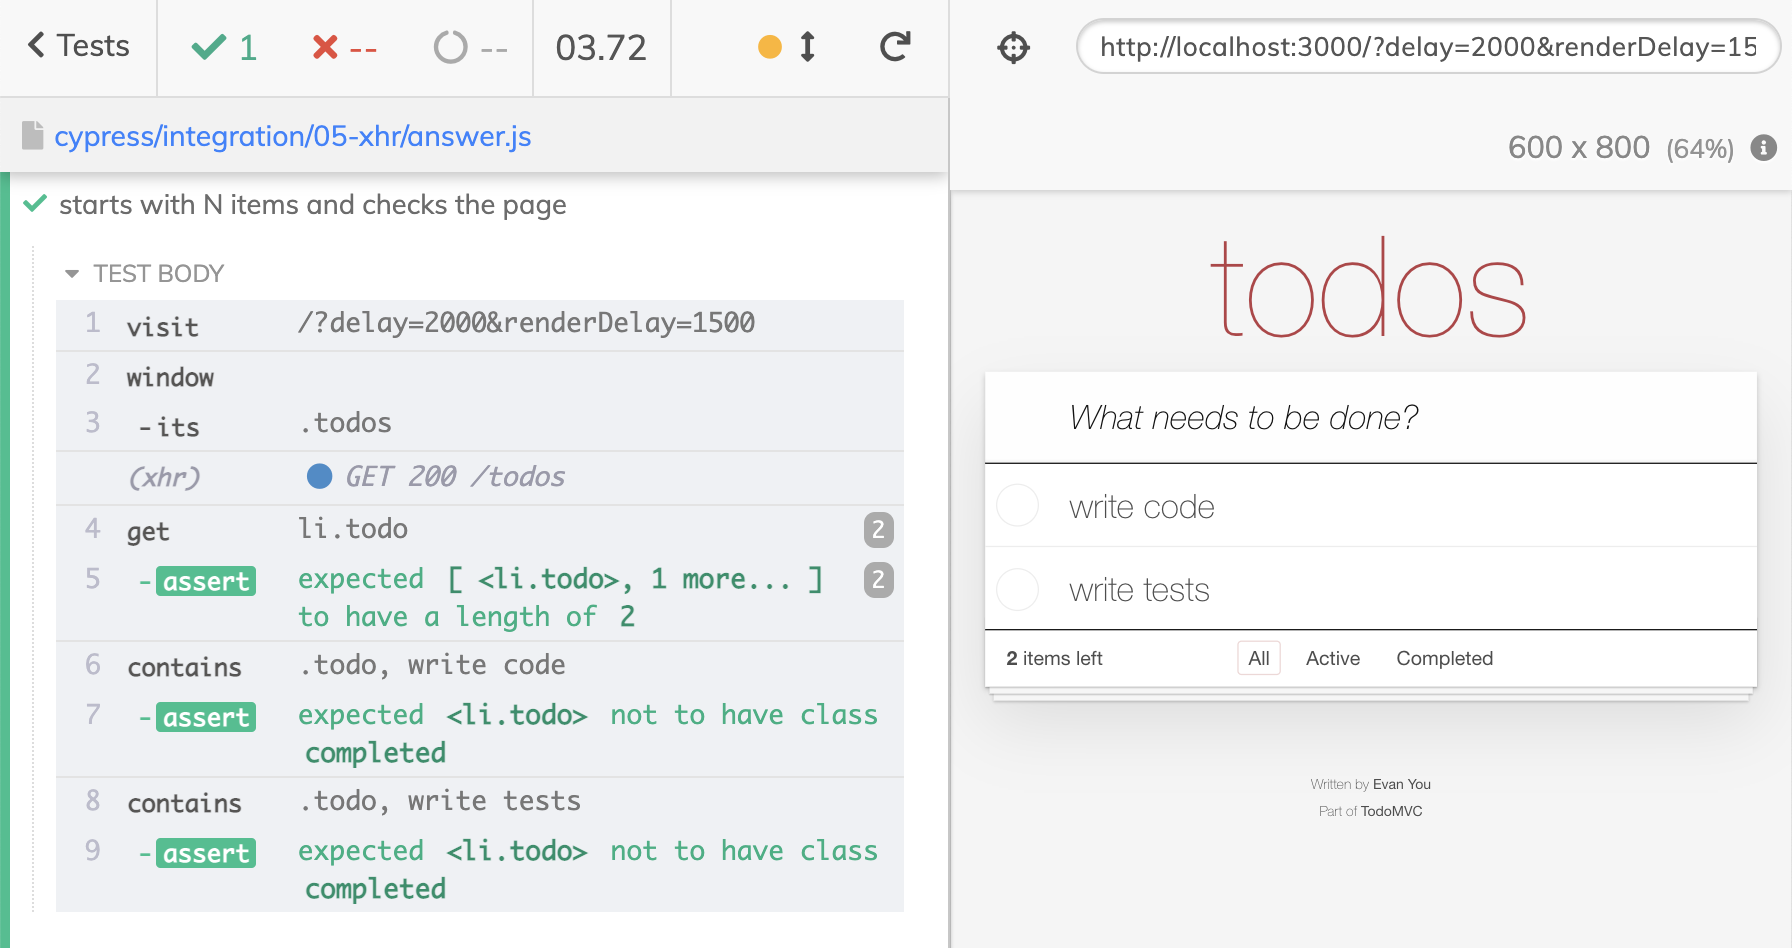 Tests
1
--
--
03.72
cypress/integration/05-xhr/answer.js
starts with N items and checks the page
TEST BODY
1 visit /?delay=2000&renderDelay=1500
2 window
3 -its .todos
(xhr) GET 200 /todos
4 get li.todo 2
5 -assert expected [ <li.todo>, 1 more... ] 2
to have a length of 2
6 contains .todo, write code
7 -assert expected <li.todo> not to have class
completed
8 contains .todo, write tests
9 -assert expected <li.todo> not to have class
completed
http://localhost:3000/?delay=2000&renderDelay=15
600 x 800 (64%)
todos
What needs to be done?
write code
write tests
2 items left All Active Completed
Written by Evan You
Part of TodoMVC